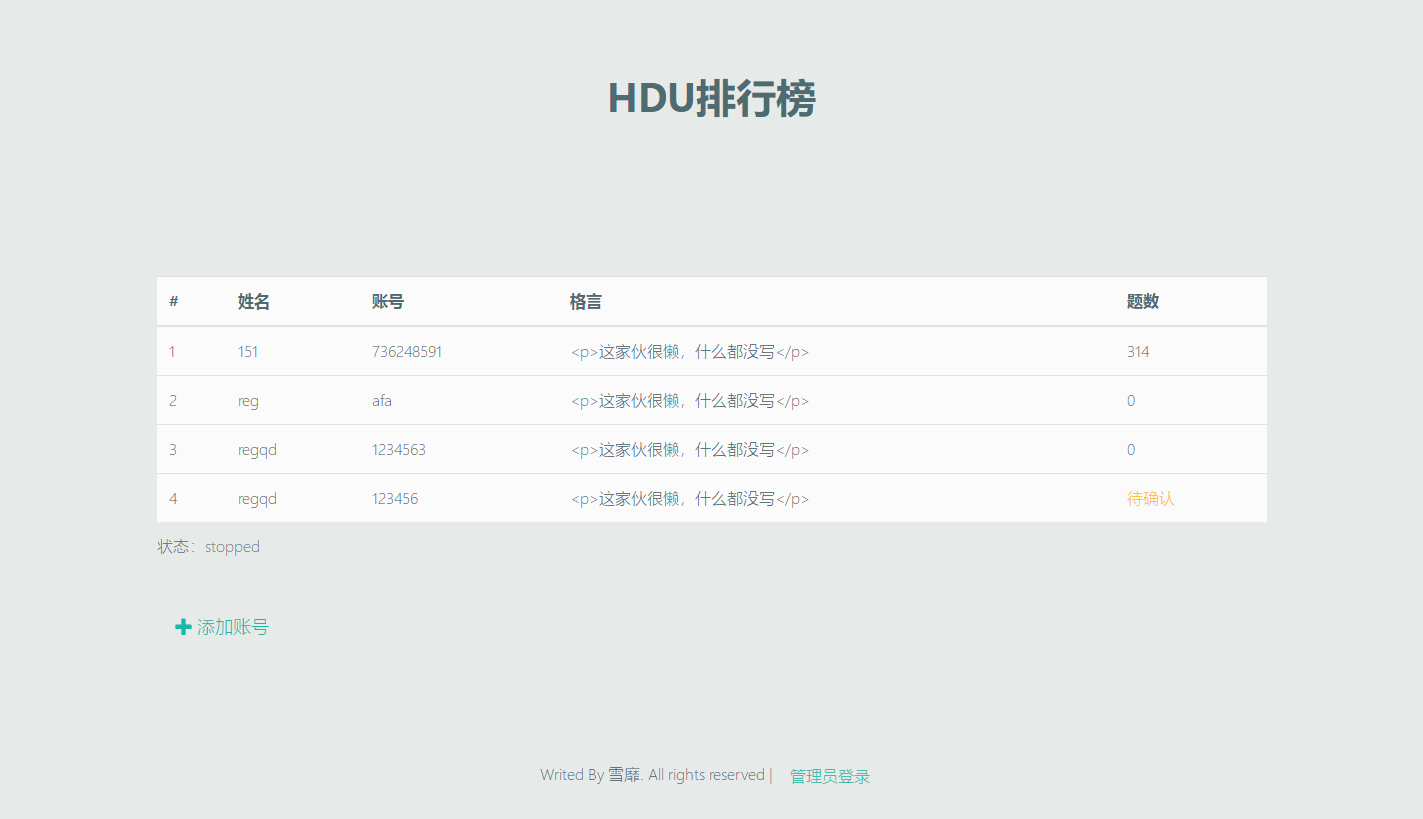 HDU排行榜
# 姓名 账号 格言 题数
1 151 736248591 <p>这家伙很懒，什么都没写</p> 314
2 reg afa <p>这家伙很懒，什么都没写</p> 0
3 regqd 1234563 <p>这家伙很懒，什么都没写</p> 0
4 regqd 123456 <p>这家伙很懒，什么都没写</p> 待确认
状态：stopped
添加账号
Writed By 雪靡. All rights reserved | 管理员登录